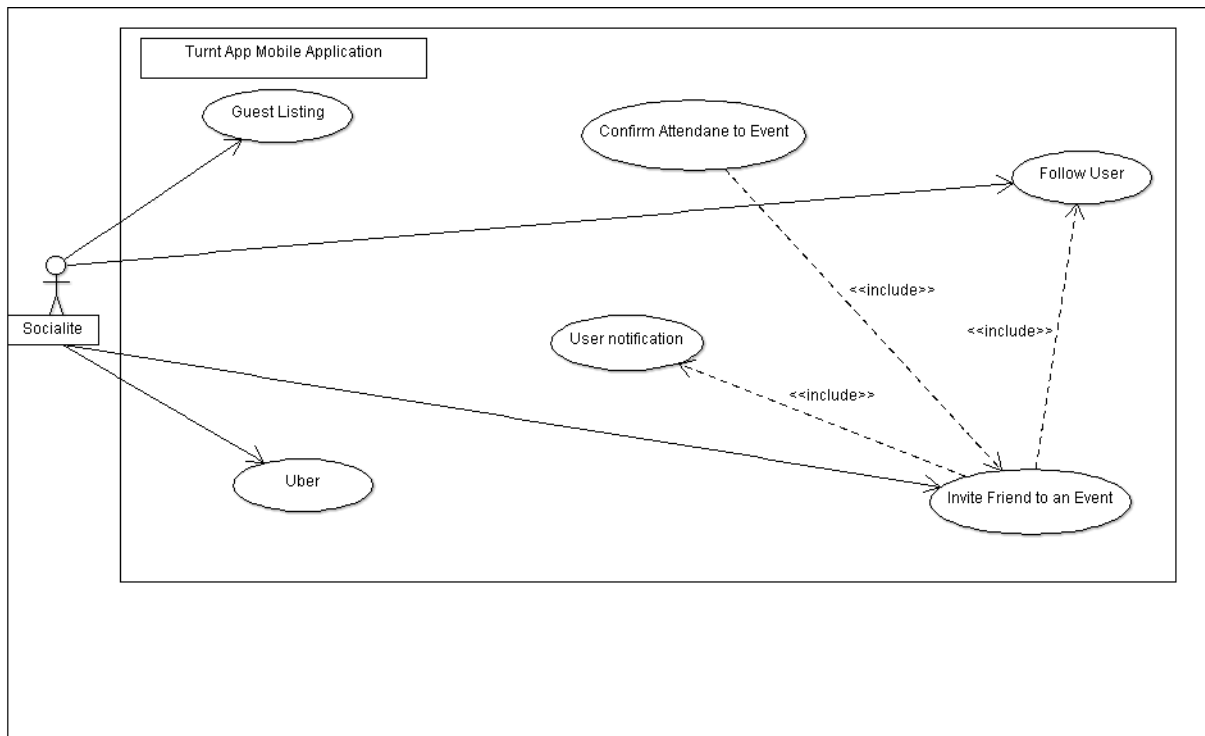 Turnt App Mobile Application
Guest Listing
Confirm Attendane to Event
Follow User
<<include>>
Socialite
User notification
<<include>>
<<include>>
Uber
Invite Friend to an Event